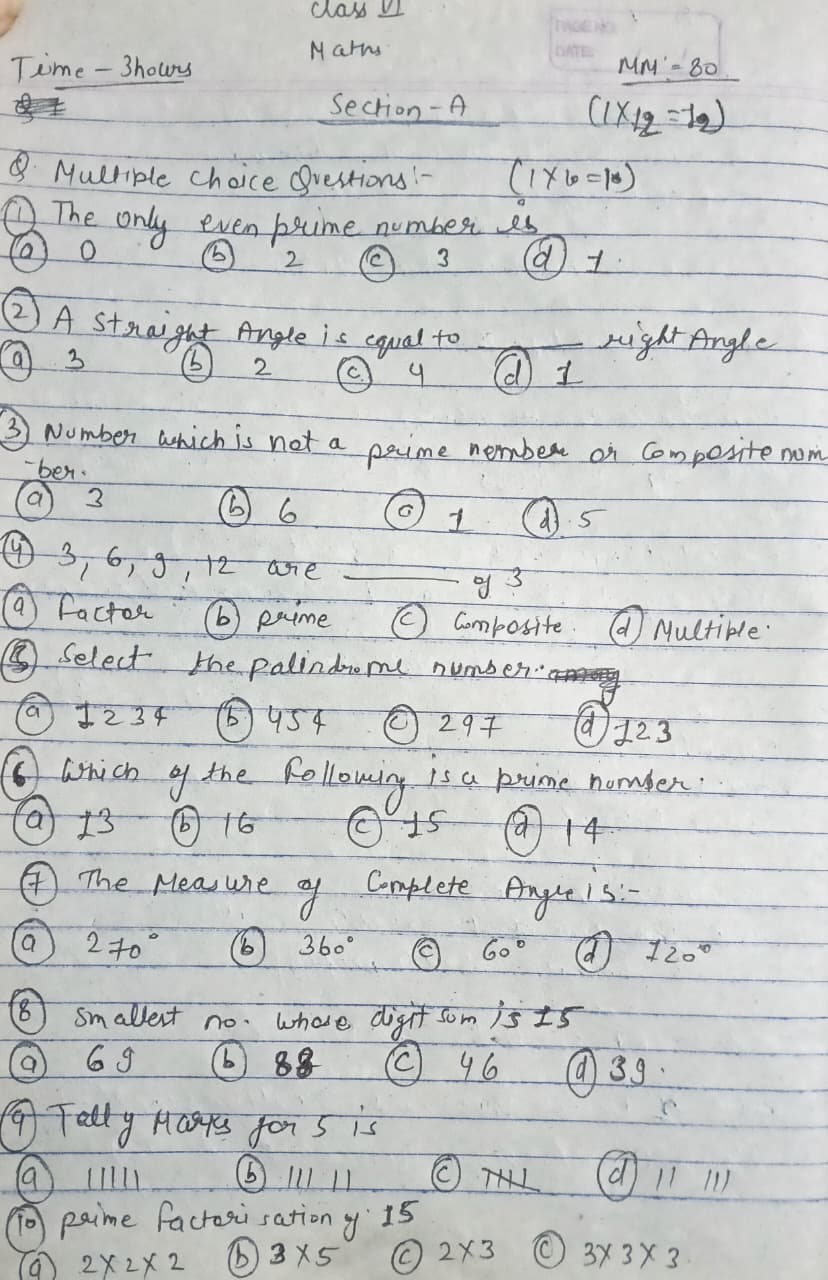 Class VI
PAGE NO.
DATE:
Maths
Time - 3hours
MM - 80
Section - A
(1X12=12)
Q. Multiple Choice Questions:-
① The only even prime number is
ⓐ 0 ⓑ 2 ⓒ 3 ⓓ 1.
② A Straight Angle is equal to ______ right Angle
ⓐ 3 ⓑ 2 ⓒ 4 ⓓ 1
③ Number which is not a prime nember or Composite num
-ber.
ⓐ 3 ⓑ 6 ⓒ 1 ⓓ 5
④ 3, 6, 9, 12 are ______ of 3
ⓐ factor ⓑ prime ⓒ Composite. ⓓ Multiple.
⑤ Select the palindrome number.
ⓐ 1234 ⓑ 454 ⓒ 297 ⓓ 123
⑥ Which of the following is a prime number.
ⓐ 13 ⓑ 16 ⓒ 15 ⓓ 14
⑦ The Measure of Complete Angle is:-
ⓐ 270° ⓑ 360° ⓒ 60° ⓓ 120°
⑧ Smallest no. whose digit sum is 15
ⓐ 69 ⓑ 88 ⓒ 46 ⓓ 39.
⑨ Tally Marks for 5 is
ⓐ ||||| ⓑ ||| || ⓒ 𝍸 ⓓ || |||
⑩ prime factorisation of 15
ⓐ 2X2X2 ⓑ 3X5 ⓒ 2X3 ⓒ 3X3X3.